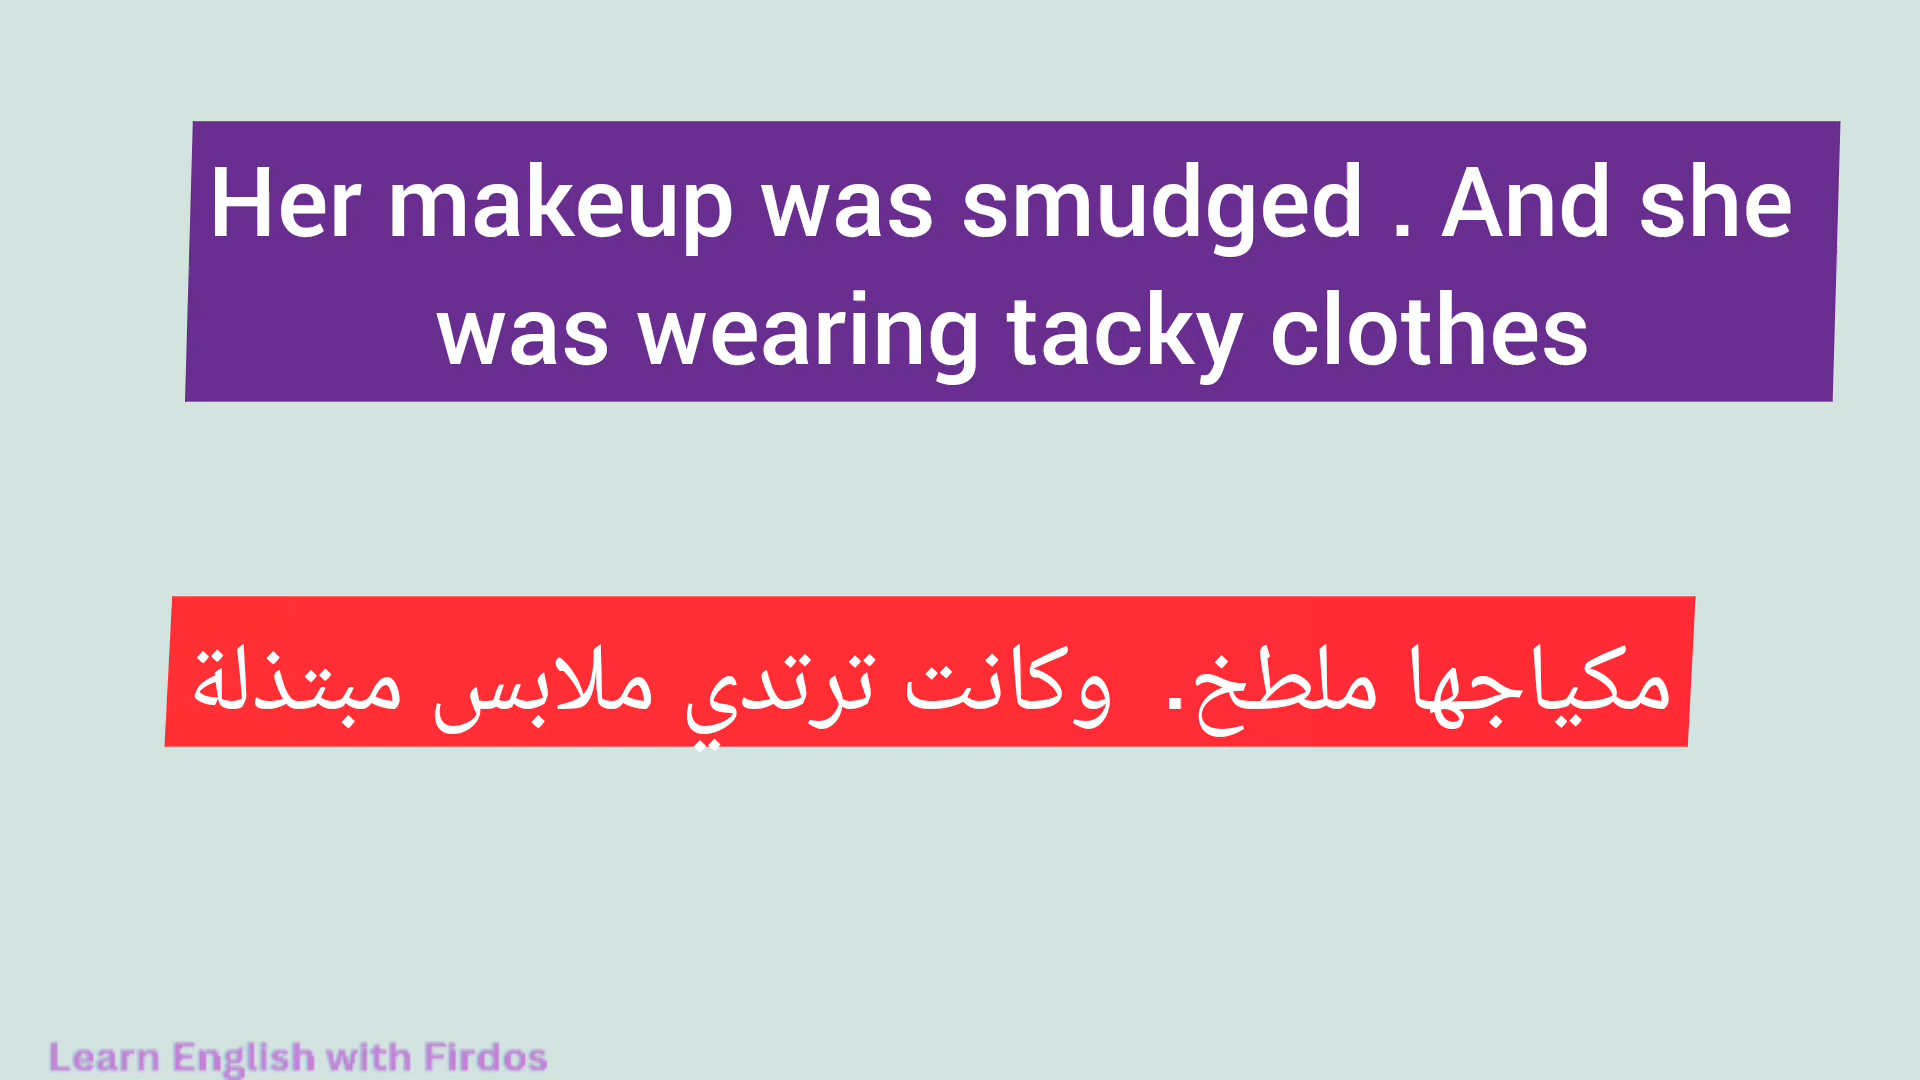 Her makeup was smudged . And she
was wearing tacky clothes
مكياجها ملطخ. وكانت ترتدي ملابس مبتذلة
Learn English with Firdos